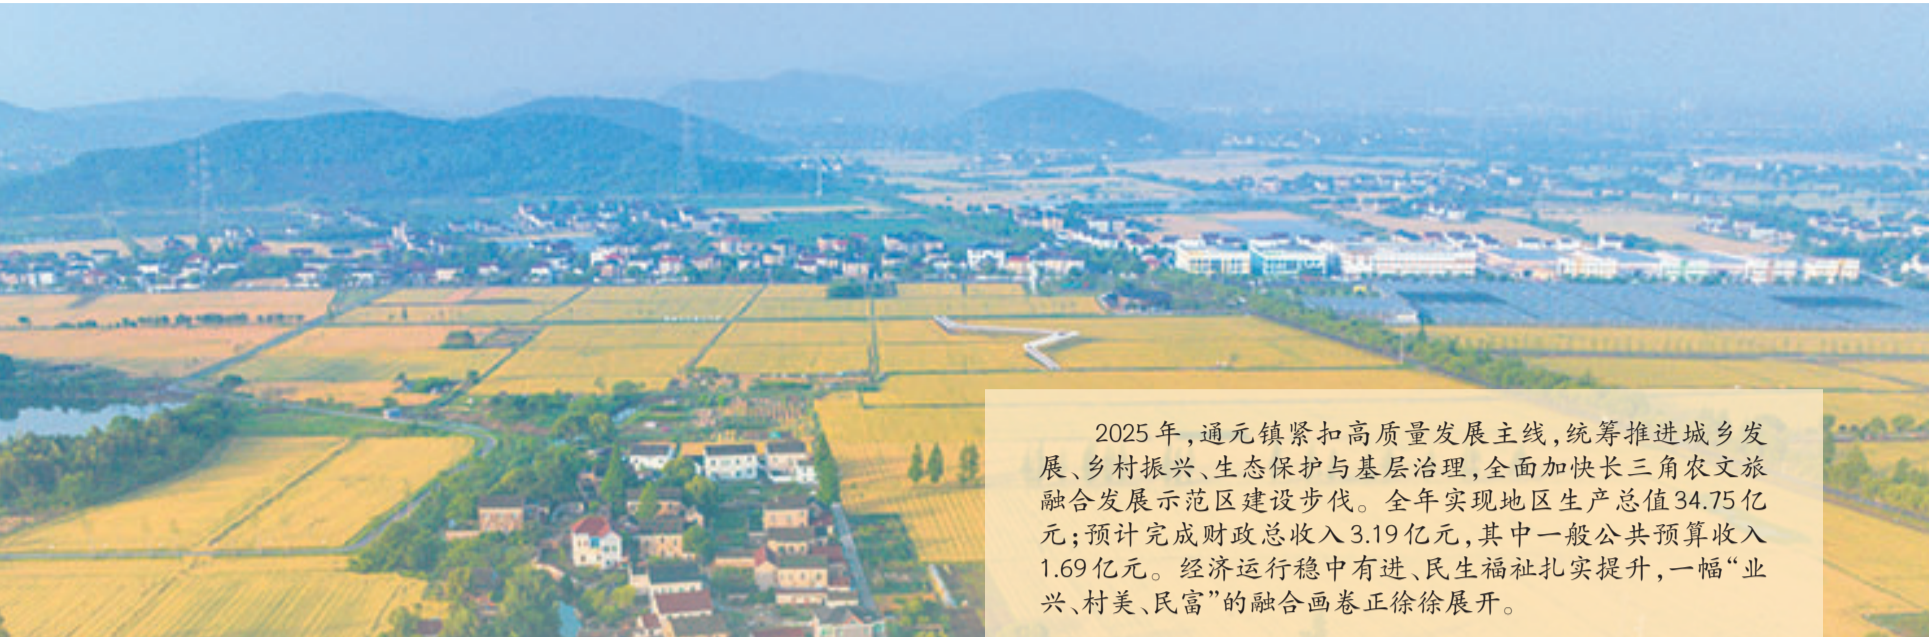 2025年,通元镇紧扣高质量发展主线,统筹推进城乡发
展、乡村振兴、生态保护与基层治理,全面加快长三角农文旅
融合发展示范区建设步伐。全年实现地区生产总值34.75亿
元;预计完成财政总收入3.19亿元,其中一般公共预算收入
1.69亿元。经济运行稳中有进、民生福祉扎实提升,一幅“业
兴、村美、民富”的融合画卷正徐徐展开。